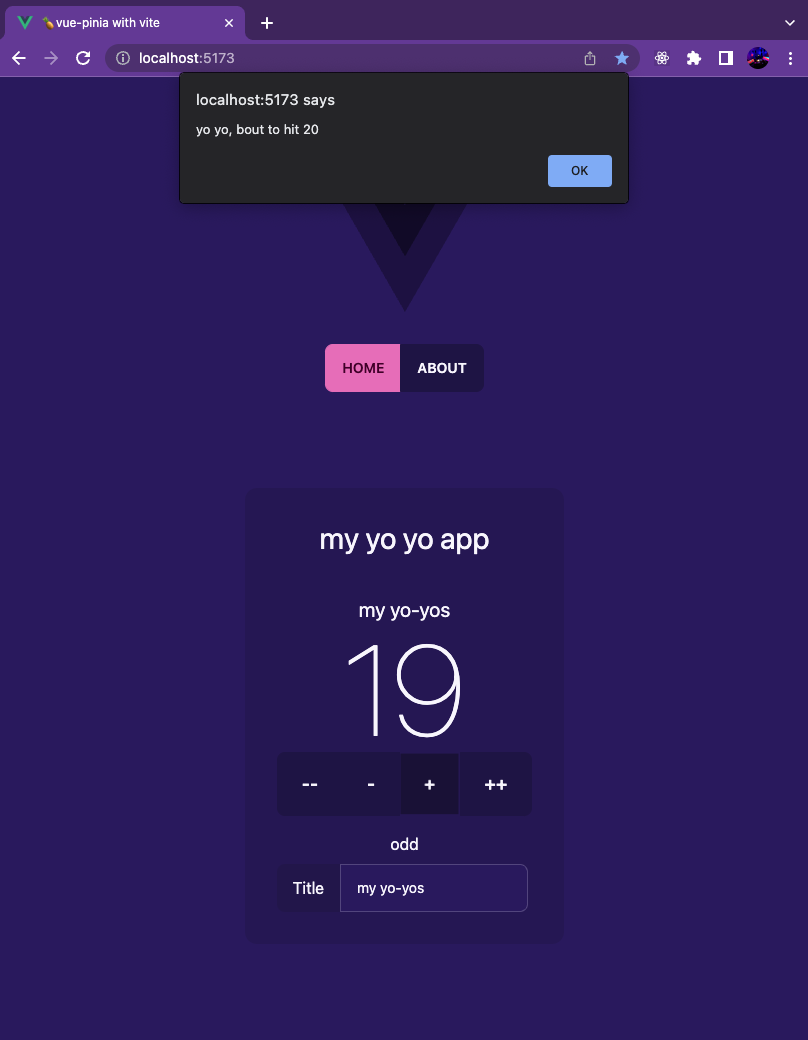 🍍vue-pinia with vite
localhost:5173
localhost:5173 says
yo yo, bout to hit 20
OK
HOME ABOUT
my yo yo app
my yo-yos
19
-- - + ++
odd
Title my yo-yos